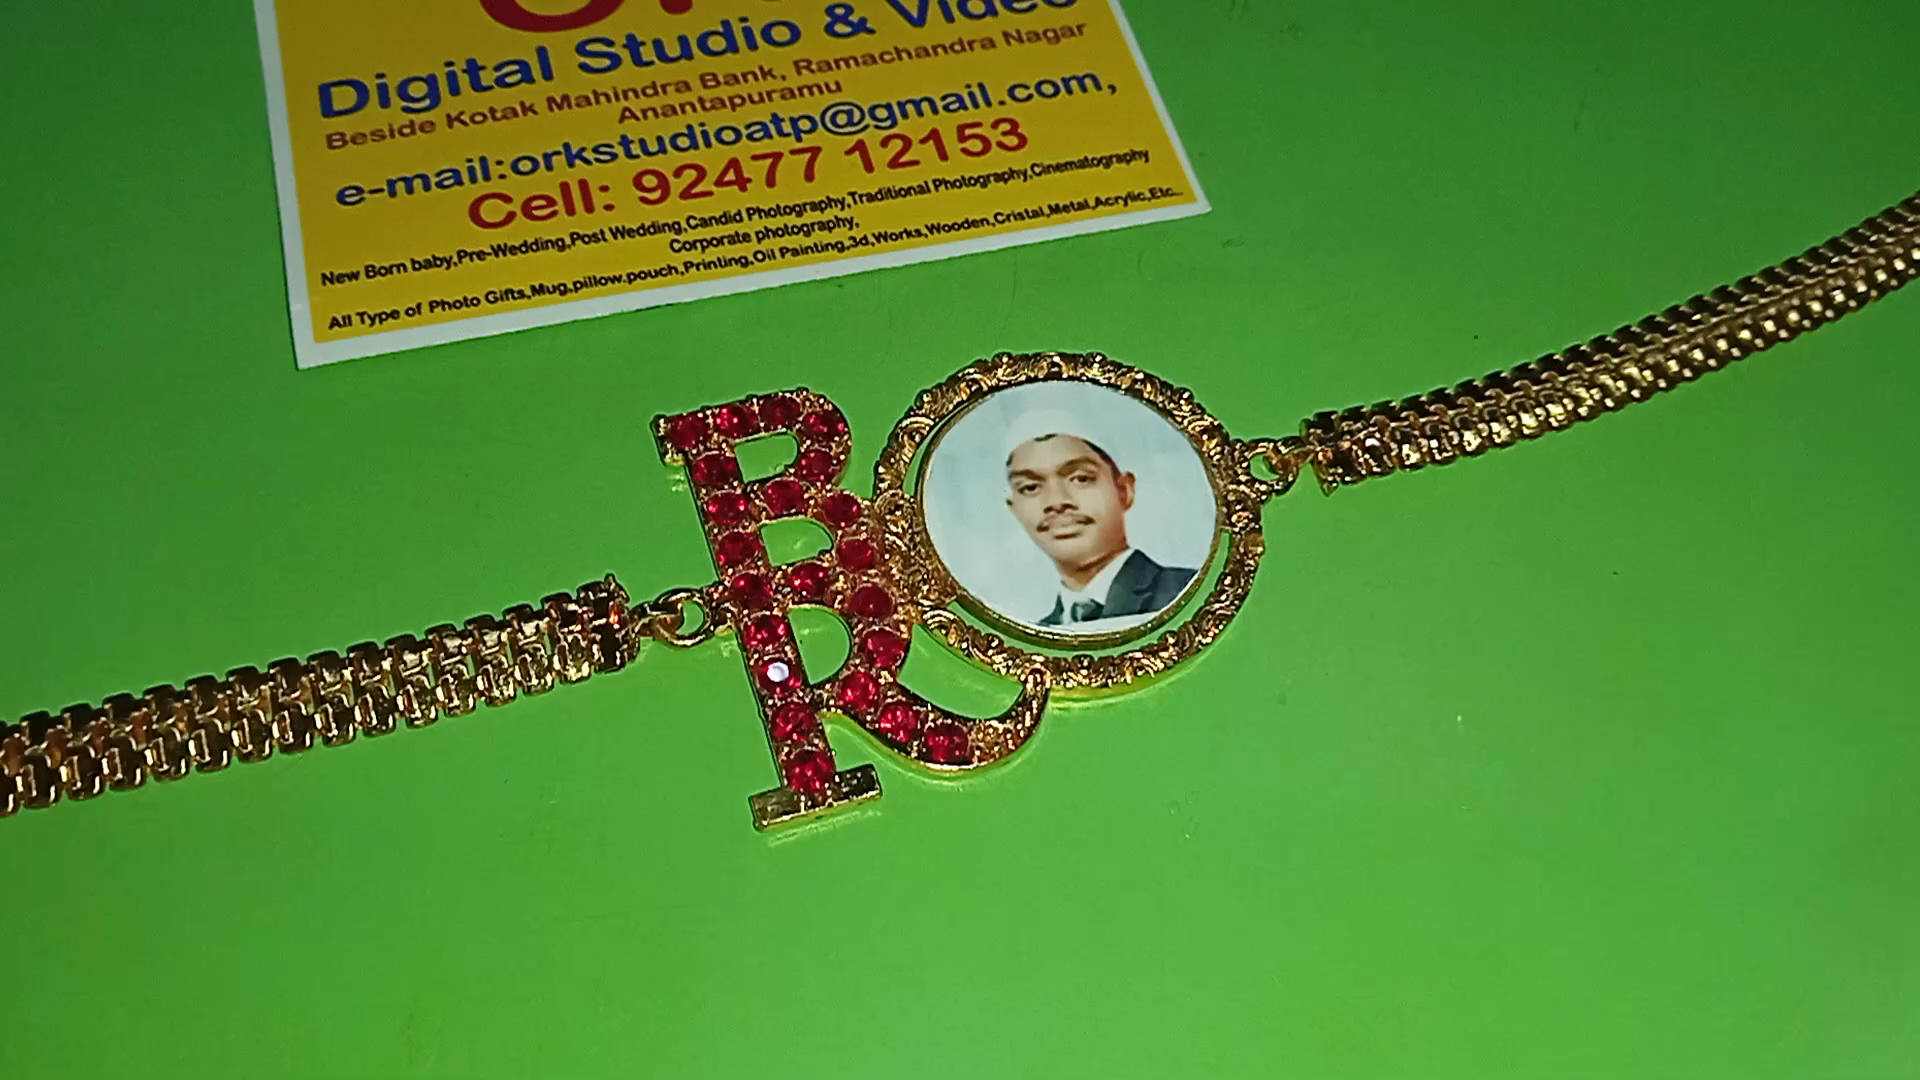 Digital Studio & Video
Beside Kotak Mahindra Bank, Ramachandra Nagar
Anantapuramu
e-mail:orkstudioatp@gmail.com,
Cell: 92477 12153
New Born baby,Pre-Wedding,Post Wedding,Candid Photography,Traditional Photography,Cinematography
Corporate photography,
All Type of Photo Gifts,Mug,pillow.pouch,Printing,Oil Painting,3d,Works,Wooden,Cristal,Metal,Acrylic,Etc...